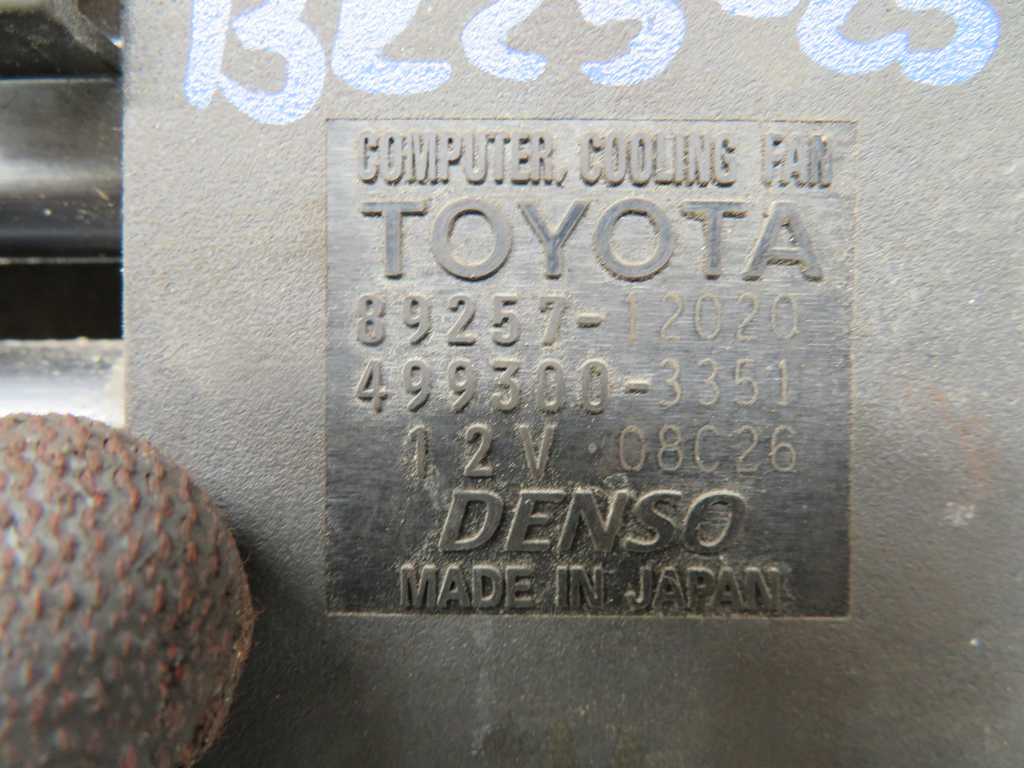 COMPUTER, COOLING FAN
TOYOTA
89257-12020
499300-3351
12V 08C26
DENSO
MADE IN JAPAN